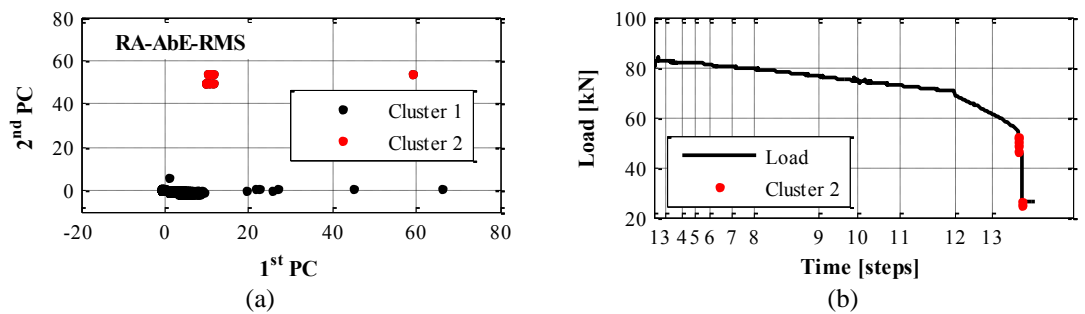 80
60
40
20
0
-20
0
20
40
60
80
2nd PC
1st PC
RA-AbE-RMS
Cluster 1
Cluster 2
(a)
100
80
60
40
20
Load [kN]
Load
Cluster 2
13 4 5 6 7 8 9 10 11 12 13
Time [steps]
(b)